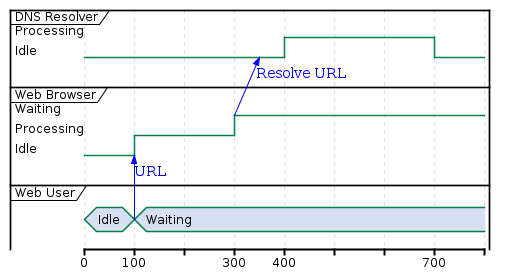 DNS Resolver
Processing
Idle
Resolve URL
Web Browser
Waiting
Processing
Idle
URL
Web User
Idle Waiting
0 100 300 400 700